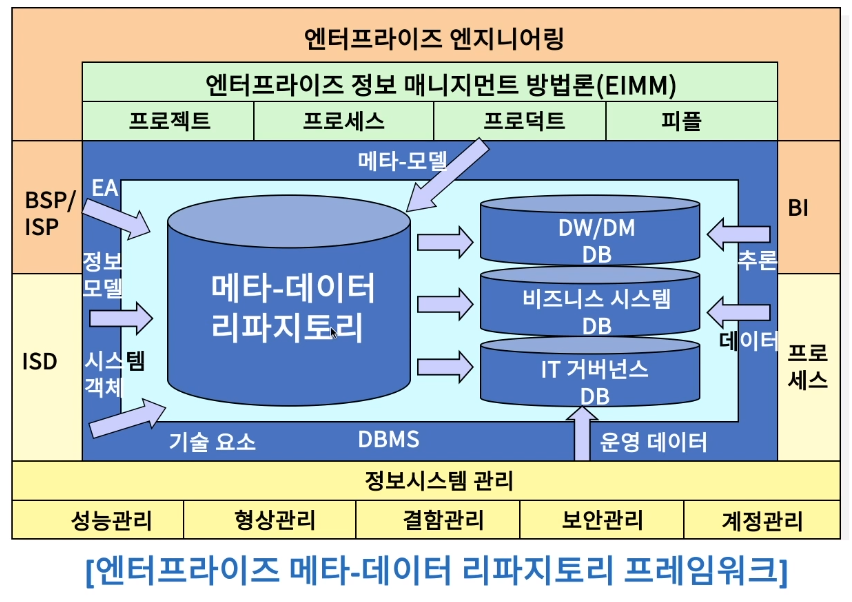 엔터프라이즈 엔지니어링
엔터프라이즈 정보 매니지먼트 방법론(EIMM)
프로젝트
프로세스
프로덕트
피플
메타-모델
BSP/
ISP
EA
정보
모델
ISD
시스템
객체
메타-데이터
리파지토리
DW/DM
DB
비즈니스 시스템
DB
IT 거버넌스
DB
BI
추론
데이터
프로
세스
기술 요소
DBMS
운영 데이터
정보시스템 관리
성능관리
형상관리
결함관리
보안관리
계정관리
[엔터프라이즈 메타-데이터 리파지토리 프레임워크]